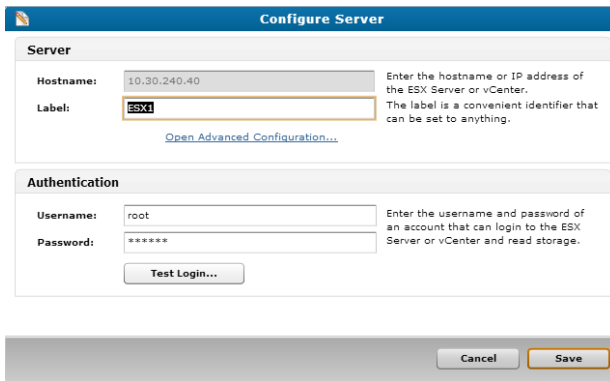 Configure Server
Server
Hostname: 10.30.240.40 Enter the hostname or IP address of
the ESX Server or vCenter.
Label: ESX1 The label is a convenient identifier that
can be set to anything.
Open Advanced Configuration...
Authentication
Username: root Enter the username and password of
an account that can login to the ESX
Password: ****** Server or vCenter and read storage.
Test Login...
Cancel Save